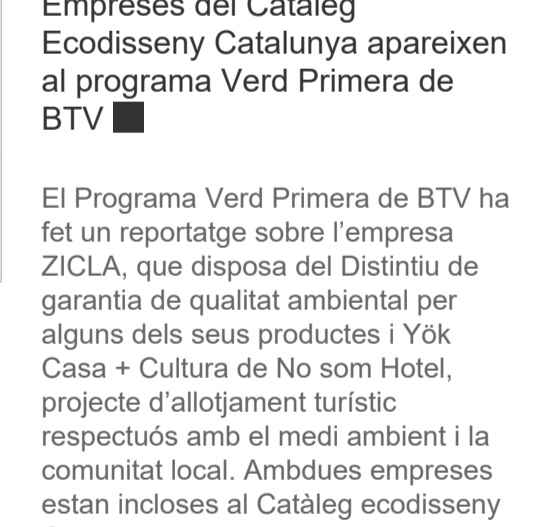 Empreses del Catàleg
Ecodisseny Catalunya apareixen
al programa Verd Primera de
BTV
El Programa Verd Primera de BTV ha
fet un reportatge sobre l’empresa
ZICLA, que disposa del Distintiu de
garantia de qualitat ambiental per
alguns dels seus productes i Yök
Casa + Cultura de No som Hotel,
projecte d’allotjament turístic
respectuós amb el medi ambient i la
comunitat local. Ambdues empreses
estan incloses al Catàleg ecodisseny